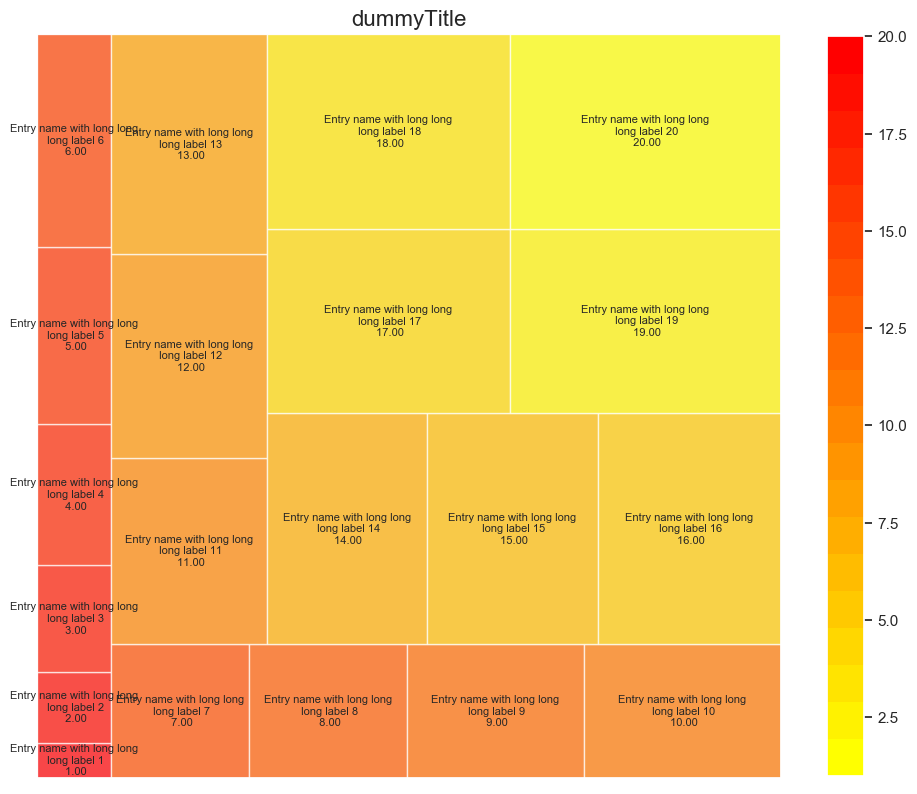 dummyTitle
Entry name with long long
long label 6
6.00
Entry name with long long
long label 13
13.00
Entry name with long long
long label 18
18.00
Entry name with long long
long label 20
20.00
Entry name with long long
long label 5
5.00
Entry name with long long
long label 12
12.00
Entry name with long long
long label 17
17.00
Entry name with long long
long label 19
19.00
Entry name with long long
long label 4
4.00
Entry name with long long
long label 11
11.00
Entry name with long long
long label 14
14.00
Entry name with long long
long label 15
15.00
Entry name with long long
long label 16
16.00
Entry name with long long
long label 3
3.00
Entry name with long long
long label 2
2.00
Entry name with long long
long label 7
7.00
Entry name with long long
long label 8
8.00
Entry name with long long
long label 9
9.00
Entry name with long long
long label 10
10.00
Entry name with long long
long label 1
1.00
20.0
17.5
15.0
12.5
10.0
7.5
5.0
2.5